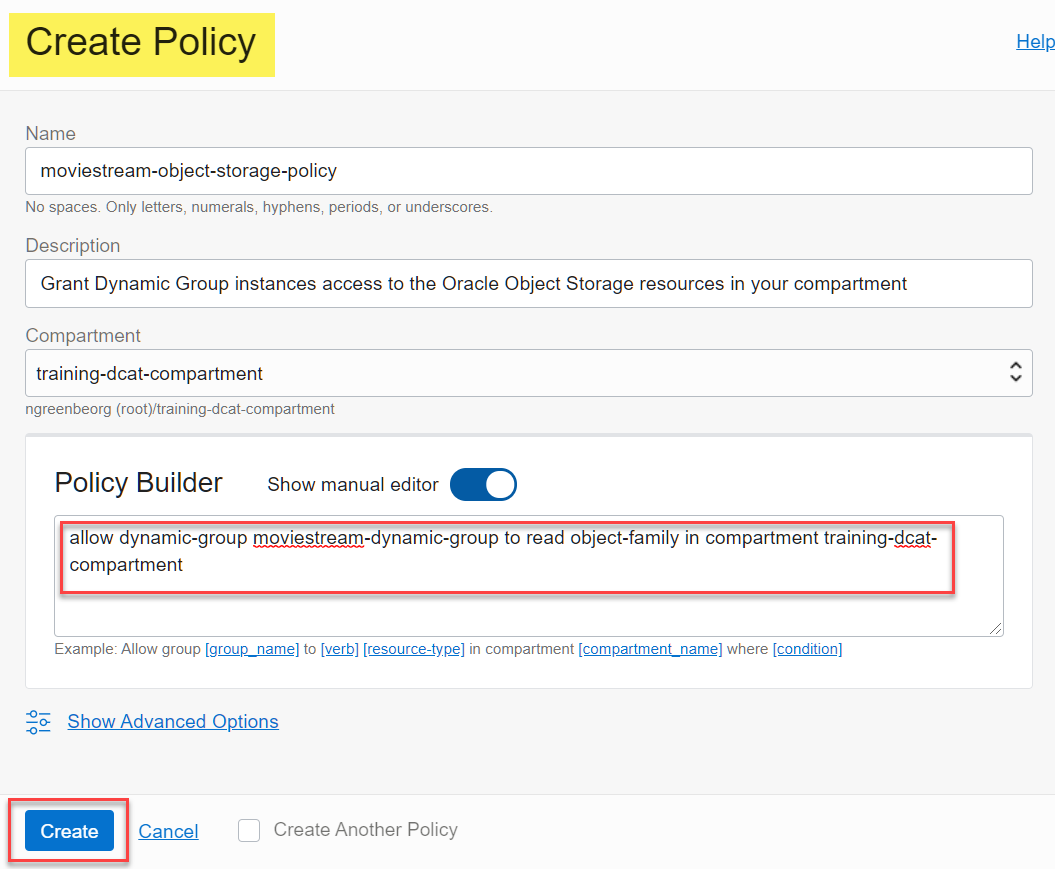 Create Policy
Help
Name
moviestream-object-storage-policy
No spaces. Only letters, numerals, hyphens, periods, or underscores.
Description
Grant Dynamic Group instances access to the Oracle Object Storage resources in your compartment
Compartment
training-dcat-compartment
ngreenbeorg (root)/training-dcat-compartment
Policy Builder
Show manual editor
allow dynamic-group moviestream-dynamic-group to read object-family in compartment training-dcat-
compartment
Example: Allow group [group_name] to [verb] [resource-type] in compartment [compartment_name] where [condition]
Show Advanced Options
Create
Cancel
Create Another Policy